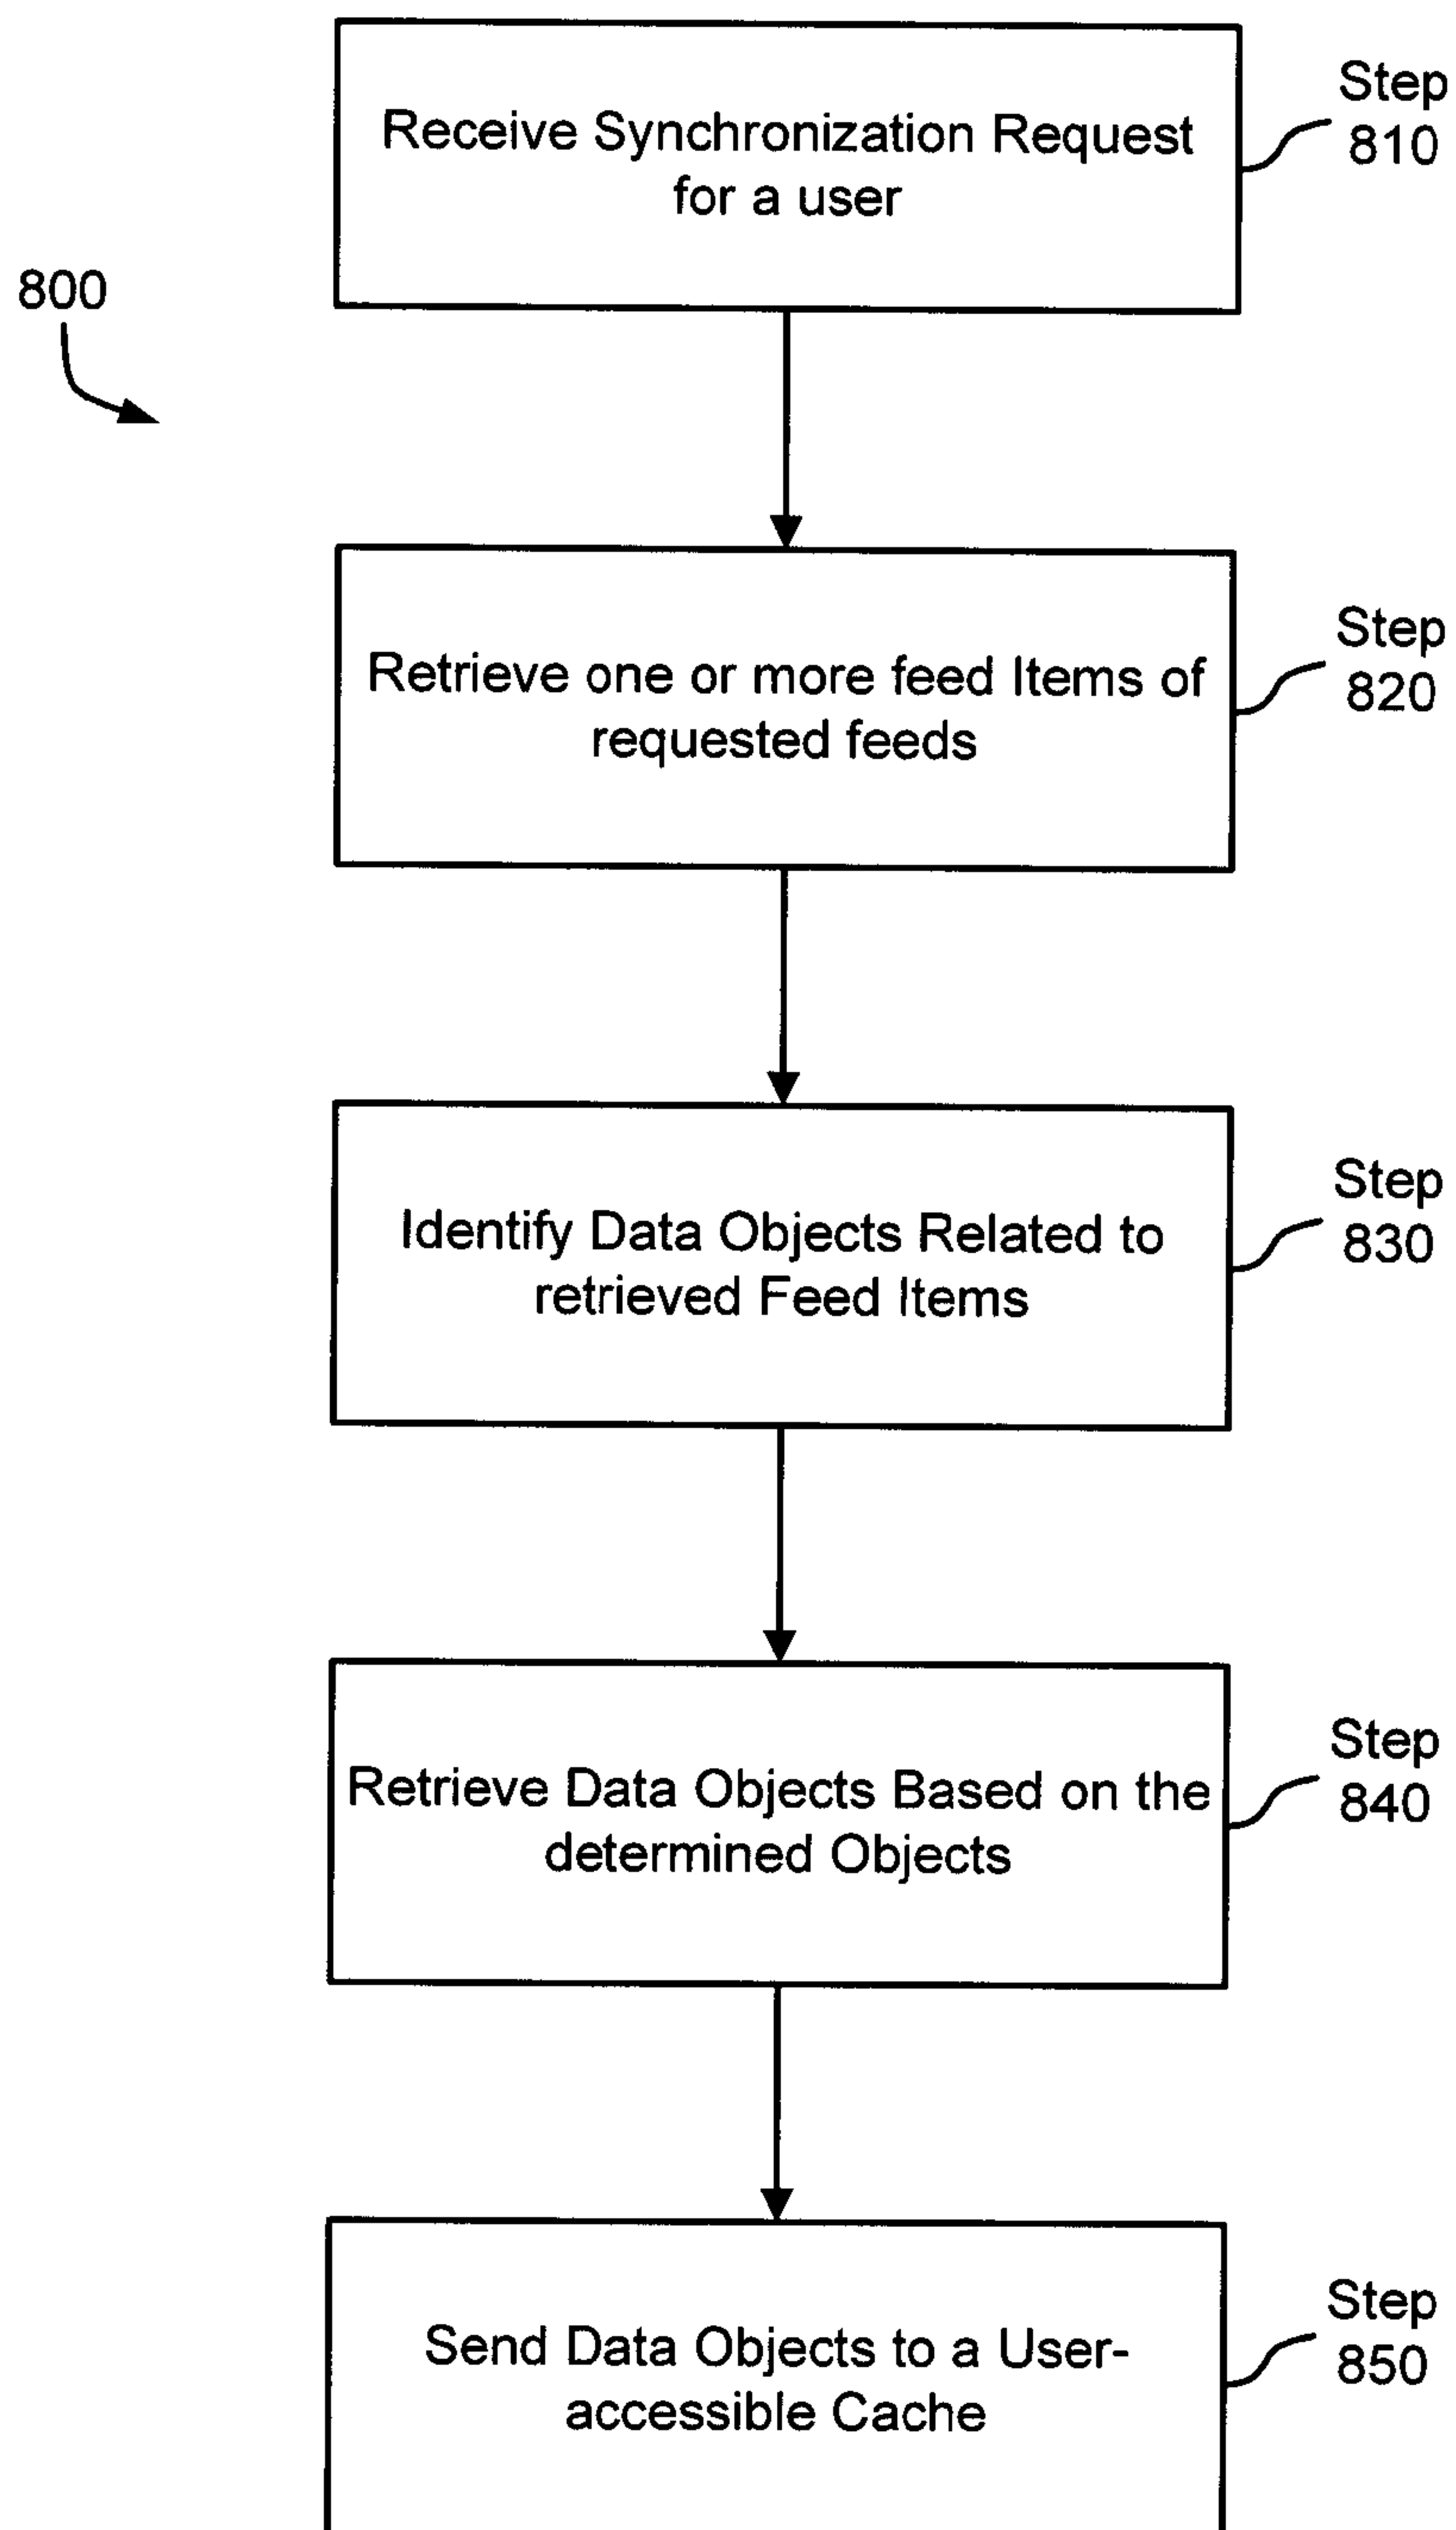 Receive Synchronization Request
for a user
Step
810
800
Retrieve one or more feed Items of
requested feeds
Step
820
Identify Data Objects Related to
retrieved Feed Items
Step
830
Retrieve Data Objects Based on the
determined Objects
Step
840
Send Data Objects to a User-
accessible Cache
Step
850